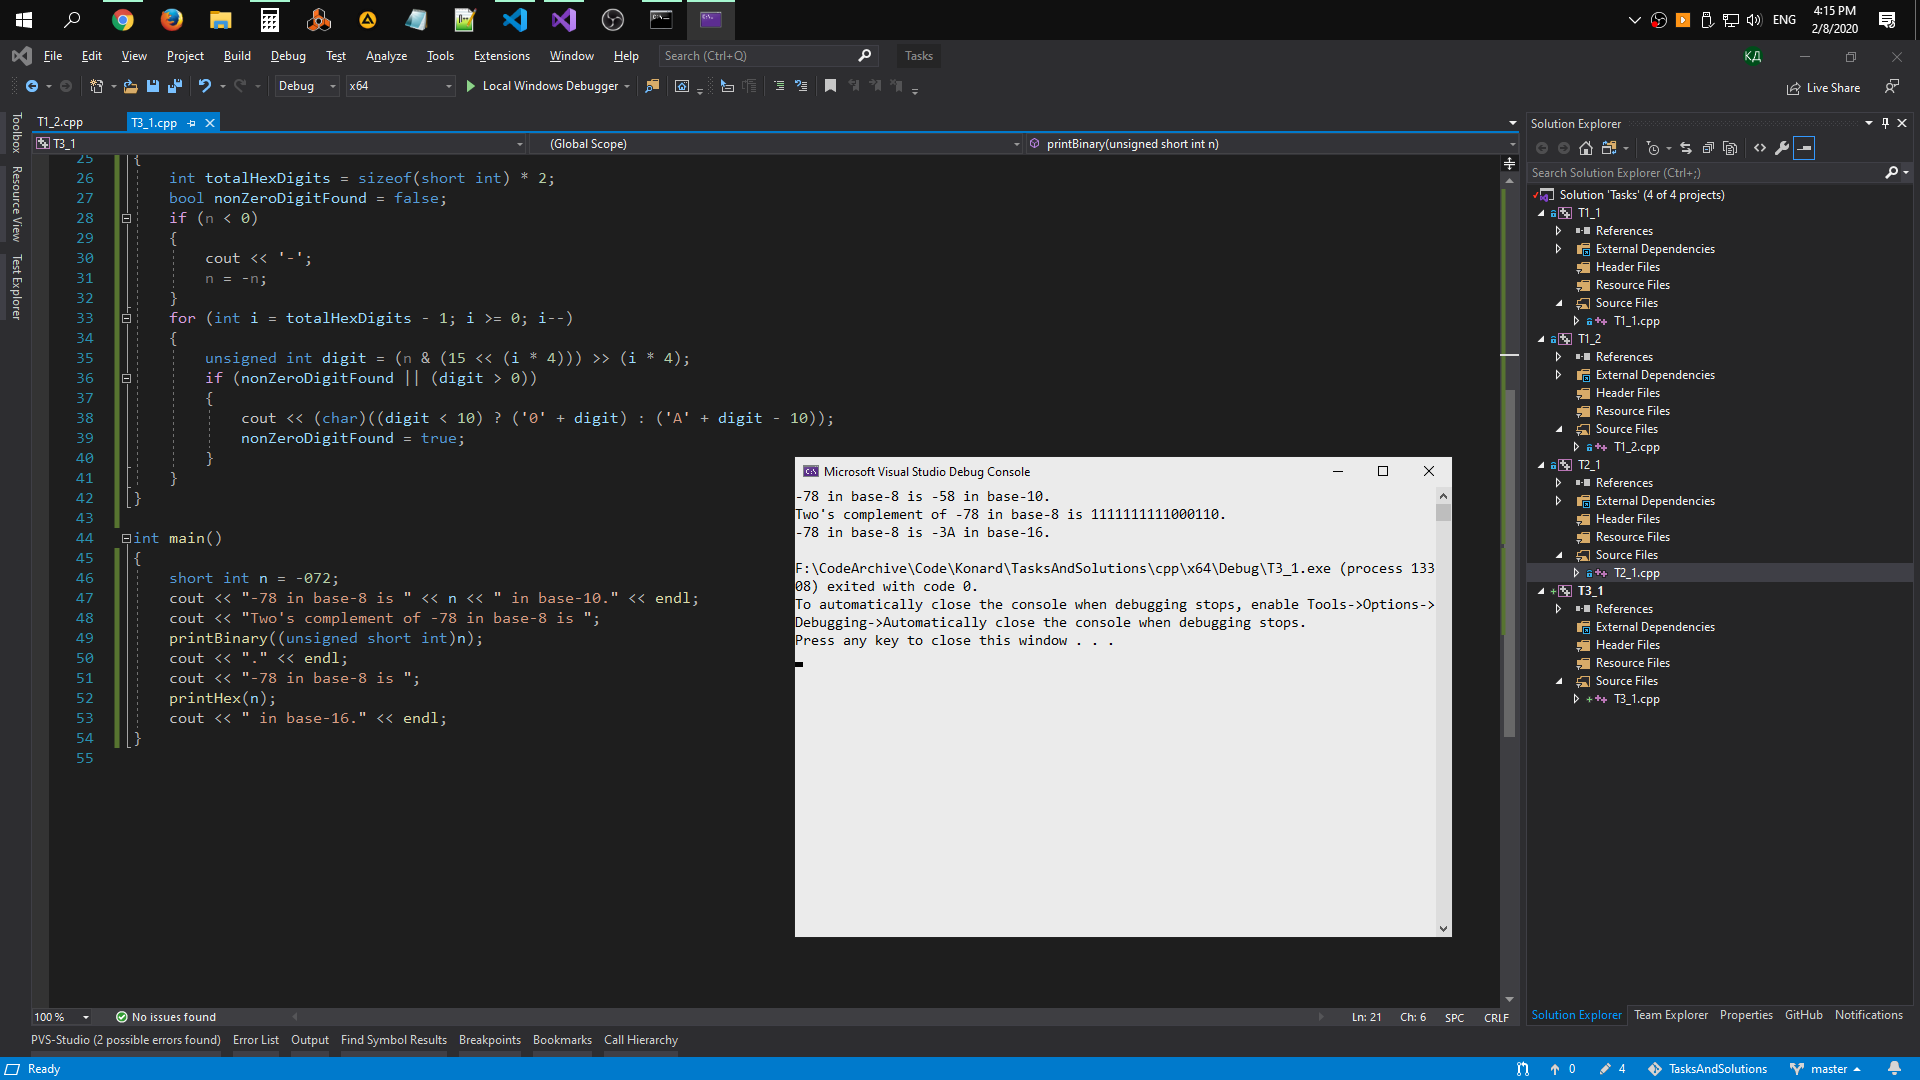 ENG
4:15 PM
2/8/2020
File Edit View Project Build Debug Test Analyze Tools Extensions Window Help Search (Ctrl+Q) Tasks КД
Debug x64 Local Windows Debugger Live Share
Toolbox
Resource View
Test Explorer
T1_2.cpp T3_1.cpp
T3_1 (Global Scope) printBinary(unsigned short int n)
25 {
26 int totalHexDigits = sizeof(short int) * 2;
27 bool nonZeroDigitFound = false;
28 if (n < 0)
29 {
30 cout << '-';
31 n = -n;
32 }
33 for (int i = totalHexDigits - 1; i >= 0; i--)
34 {
35 unsigned int digit = (n & (15 << (i * 4))) >> (i * 4);
36 if (nonZeroDigitFound || (digit > 0))
37 {
38 cout << (char)((digit < 10) ? ('0' + digit) : ('A' + digit - 10));
39 nonZeroDigitFound = true;
40 }
41 }
42 }
43
44 int main()
45 {
46 short int n = -072;
47 cout << "-78 in base-8 is " << n << " in base-10." << endl;
48 cout << "Two's complement of -78 in base-8 is ";
49 printBinary((unsigned short int)n);
50 cout << "." << endl;
51 cout << "-78 in base-8 is ";
52 printHex(n);
53 cout << " in base-16." << endl;
54 }
55
Microsoft Visual Studio Debug Console
-78 in base-8 is -58 in base-10.
Two's complement of -78 in base-8 is 1111111111000110.
-78 in base-8 is -3A in base-16.
F:\CodeArchive\Code\Konard\TasksAndSolutions\cpp\x64\Debug\T3_1.exe (process 133
08) exited with code 0.
To automatically close the console when debugging stops, enable Tools->Options->
Debugging->Automatically close the console when debugging stops.
Press any key to close this window . . .
Solution Explorer
Search Solution Explorer (Ctrl+;)
Solution 'Tasks' (4 of 4 projects)
T1_1
References
External Dependencies
Header Files
Resource Files
Source Files
T1_1.cpp
T1_2
References
External Dependencies
Header Files
Resource Files
Source Files
T1_2.cpp
T2_1
References
External Dependencies
Header Files
Resource Files
Source Files
T2_1.cpp
T3_1
References
External Dependencies
Header Files
Resource Files
Source Files
T3_1.cpp
Solution Explorer Team Explorer Properties GitHub Notifications
100 % No issues found Ln: 21 Ch: 6 SPC CRLF
PVS-Studio (2 possible errors found) Error List Output Find Symbol Results Breakpoints Bookmarks Call Hierarchy
Ready 0 4 TasksAndSolutions master